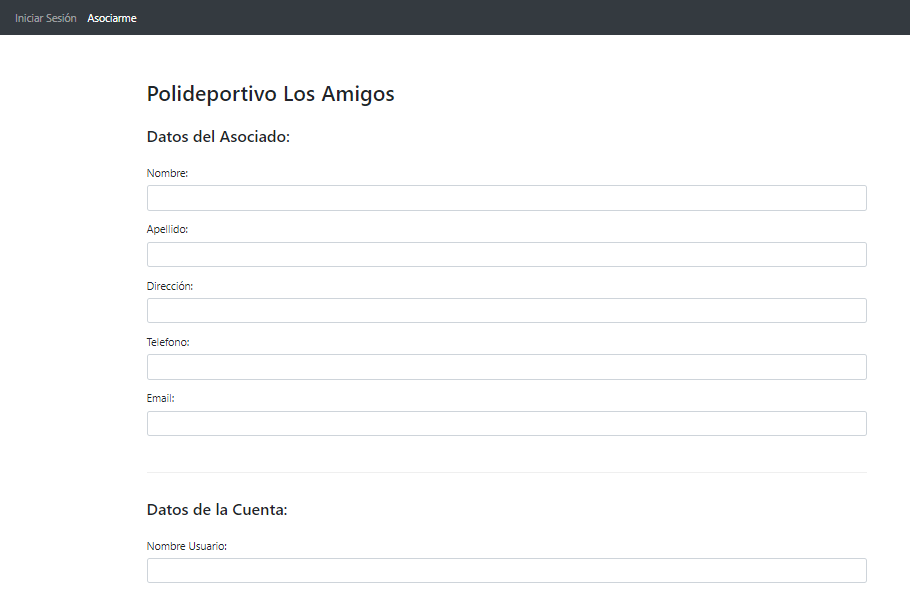 Iniciar Sesión Asociarme
Polideportivo Los Amigos
Datos del Asociado:
Nombre:
Apellido:
Dirección:
Telefono:
Email:
Datos de la Cuenta:
Nombre Usuario: